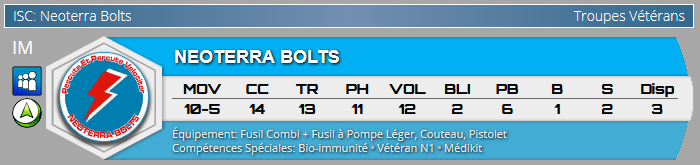 ISC: Neoterra Bolts
Troupes Vétérans
IM
NEOTERRA BOLTS
Percute Et Percute Velociter
NEOTERRA BOLTS
MOV CC TR PH VOL BLI PB B S Disp
10-5 14 13 11 12 2 6 1 2 3
Équipement: Fusil Combi + Fusil à Pompe Léger, Couteau, Pistolet
Compétences Spéciales: Bio-immunité • Vétéran N1 • Médikit